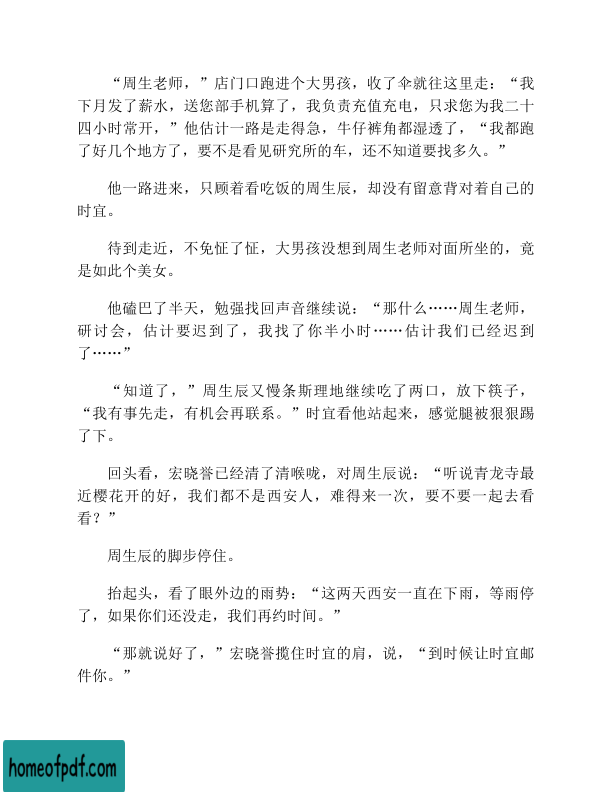 “周生老师，”店门口跑进个大男孩，收了伞就往这里走：“我
下月发了薪水，送您部手机算了，我负责充值充电，只求您为我二十
四小时常开，”他估计一路是走得急，牛仔裤角都湿透了，“我都跑
了好几个地方了，要不是看见研究所的车，还不知道要找多久。”
他一路进来，只顾着看吃饭的周生辰，却没有留意背对着自己的
时宜。
待到走近，不免怔了怔，大男孩没想到周生老师对面所坐的，竟
是如此个美女。
他磕巴了半天，勉强找回声音继续说：“那什么……周生老师，
研讨会，估计要迟到了，我找了你半小时……估计我们已经迟到
了……”
“知道了，”周生辰又慢条斯理地继续吃了两口，放下筷子，
“我有事先走，有机会再联系。”时宜看他站起来，感觉腿被狠狠踢
了下。
回头看，宏晓誉已经清了清喉咙，对周生辰说：“听说青龙寺最
近樱花开的好，我们都不是西安人，难得来一次，要不要一起去看
看？”
周生辰的脚步停住。
抬起头，看了眼外边的雨势：“这两天西安一直在下雨，等雨停
了，如果你们还没走，我们再约时间。”
“那就说好了，”宏晓誉揽住时宜的肩，说，“到时候让时宜邮
件你。”
homeofpdf.com